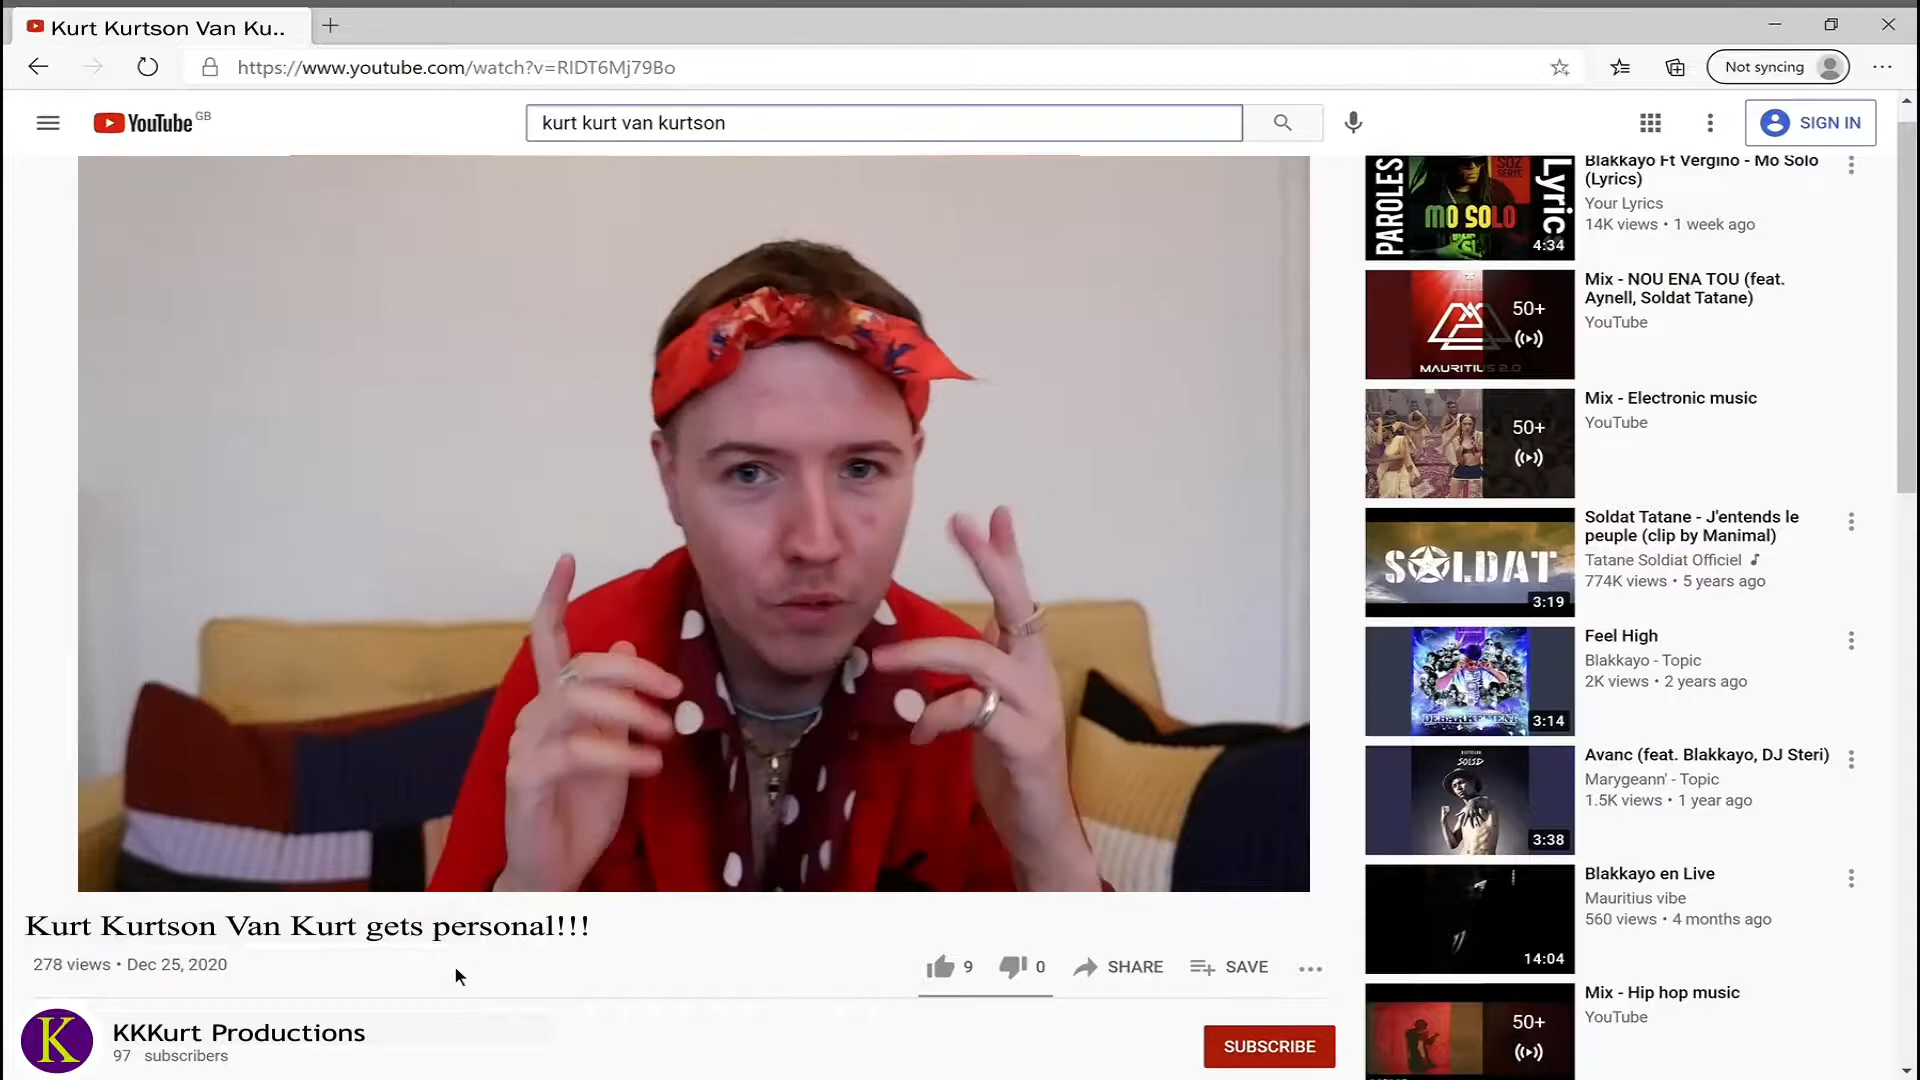 Kurt Kurtson Van Ku..
https://www.youtube.com/watch?v=RIDT6Mj79Bo
Not syncing
YouTube GB
kurt kurt van kurtson
SIGN IN
PAROLES
MO SOLO
Lyric
4:34
Blakkayo Ft Vergino - Mo Solo
(Lyrics)
Your Lyrics
14K views • 1 week ago
50+
MAURITIUS 2.0
Mix - NOU ENA TOU (feat.
Aynell, Soldat Tatane)
YouTube
50+
Mix - Electronic music
YouTube
SOLDAT
3:19
Soldat Tatane - J'entends le
peuple (clip by Manimal)
Tatane Soldiat Officiel
774K views • 5 years ago
3:14
Feel High
Blakkayo - Topic
2K views • 2 years ago
SOLID
3:38
Avanc (feat. Blakkayo, DJ Steri)
Marygeann' - Topic
1.5K views • 1 year ago
14:04
Blakkayo en Live
Mauritius vibe
560 views • 4 months ago
50+
Mix - Hip hop music
YouTube
Kurt Kurtson Van Kurt gets personal!!!
278 views • Dec 25, 2020
9
0
SHARE
SAVE
K
KKKurt Productions
97 subscribers
SUBSCRIBE